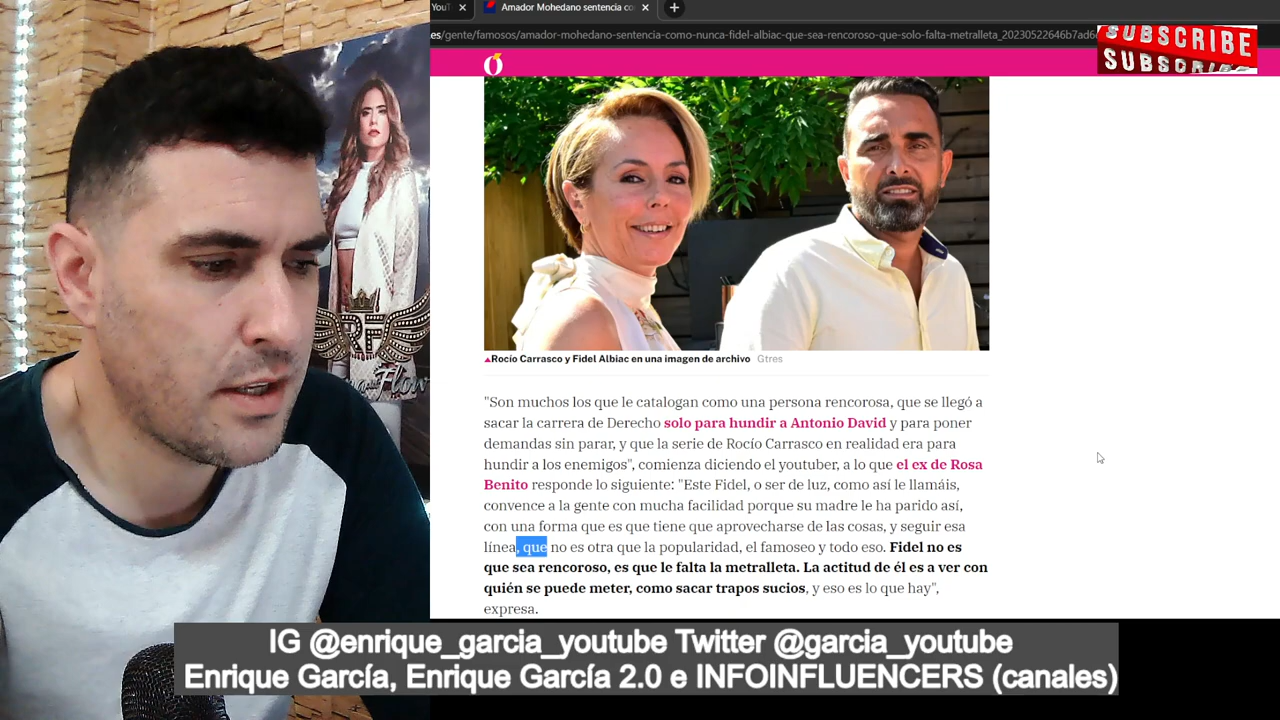 YouT
Amador Mohedano sentencia co
es/gente/famosos/amador-mohedano-sentencia-como-nunca-fidel-albiac-que-sea-rencoroso-que-solo-falta-metralleta_20230522646b7ad6
SUBSCRIBE
SUBSCRIBE
RF
Flow
Rocío Carrasco y Fidel Albiac en una imagen de archivo Gtres
"Son muchos los que le catalogan como una persona rencorosa, que se llegó a
sacar la carrera de Derecho solo para hundir a Antonio David y para poner
demandas sin parar, y que la serie de Rocío Carrasco en realidad era para
hundir a los enemigos", comienza diciendo el youtuber, a lo que el ex de Rosa
Benito responde lo siguiente: "Este Fidel, o ser de luz, como así le llamáis,
convence a la gente con mucha facilidad porque su madre le ha parido así,
con una forma que es que tiene que aprovecharse de las cosas, y seguir esa
línea, que no es otra que la popularidad, el famoseo y todo eso. Fidel no es
que sea rencoroso, es que le falta la metralleta. La actitud de él es a ver con
quién se puede meter, como sacar trapos sucios, y eso es lo que hay",
expresa.
IG @enrique_garcia_youtube Twitter @garcia_youtube
Enrique García, Enrique García 2.0 e INFOINFLUENCERS (canales)